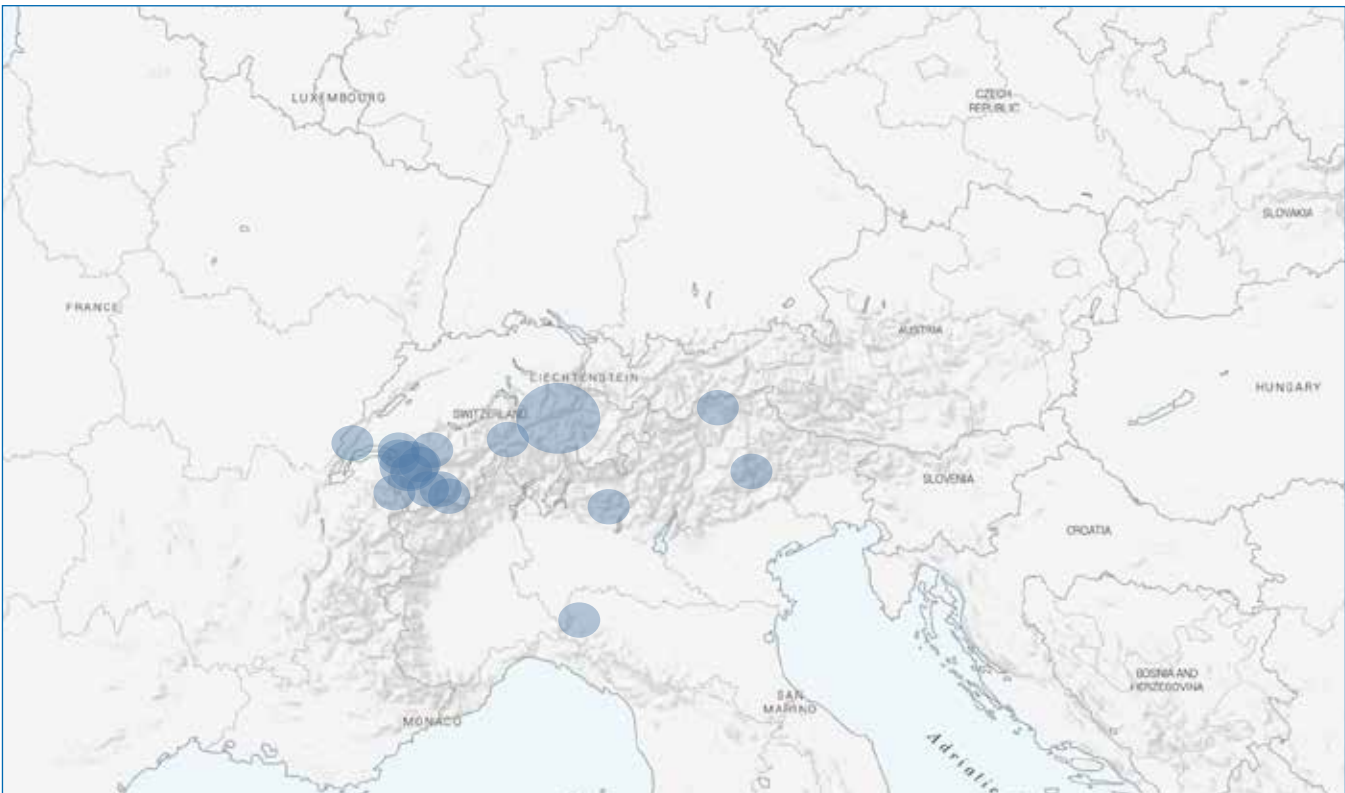 LUXEMBOURG
CZECH
REPUBLIC
SLOVAKIA
FRANCE
AUSTRIA
LIECHTENSTEIN
HUNGARY
SWITZERLAND
SLOVENIA
CROATIA
BOSNIA AND
HERZEGOVINA
SAN
MARINO
MONACO
Adriatic